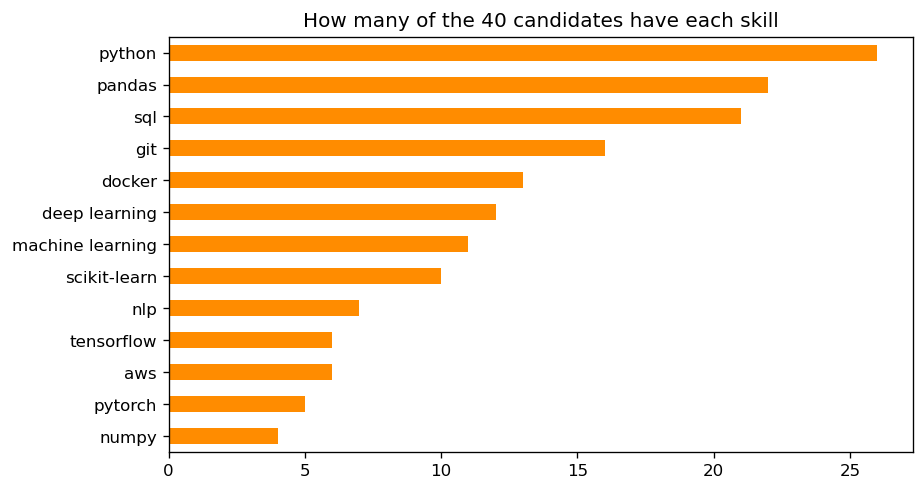 How many of the 40 candidates have each skill
python
pandas
sql
git
docker
deep learning
machine learning
scikit-learn
nlp
tensorflow
aws
pytorch
numpy
0 5 10 15 20 25